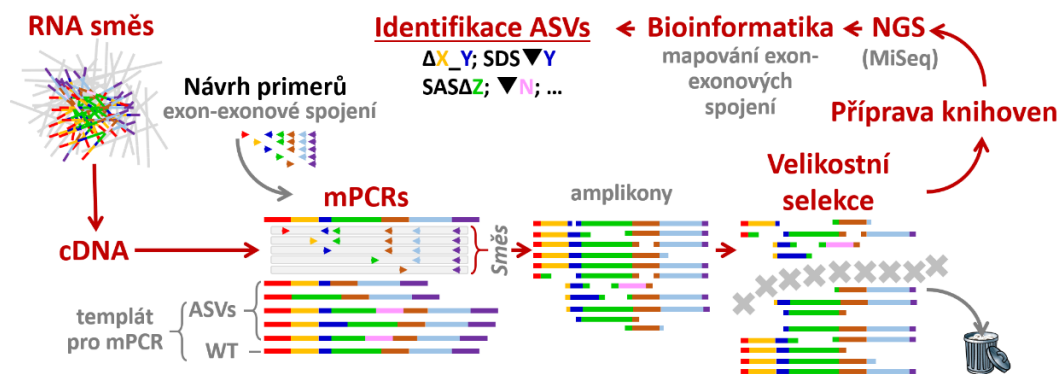 RNA směs
Návrh primerů
exon-exonové spojení
cDNA
mPCRs
Směs
templát
pro mPCR
ASVs
WT
amplikony
Velikostní
selekce
Příprava knihoven
NGS
(MiSeq)
Bioinformatika
mapování exon-
exonových
spojení
Identifikace ASVs
ΔX_Y; SDS▼Y
SASΔZ; ▼N; ...